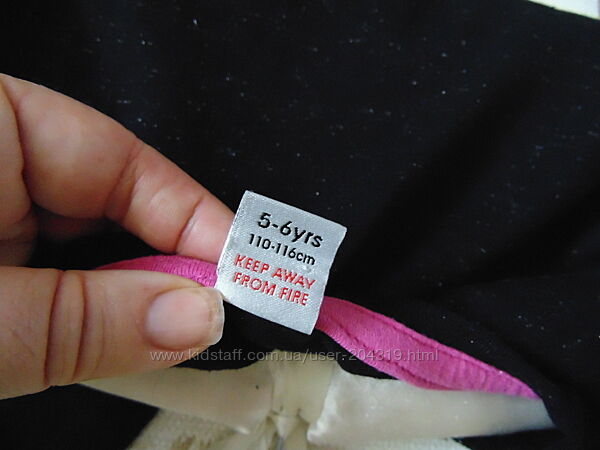 5-6yrs
110-116cm
KEEP AWAY
FROM FIRE
www.kidstaff.com.ua/user-204319.html